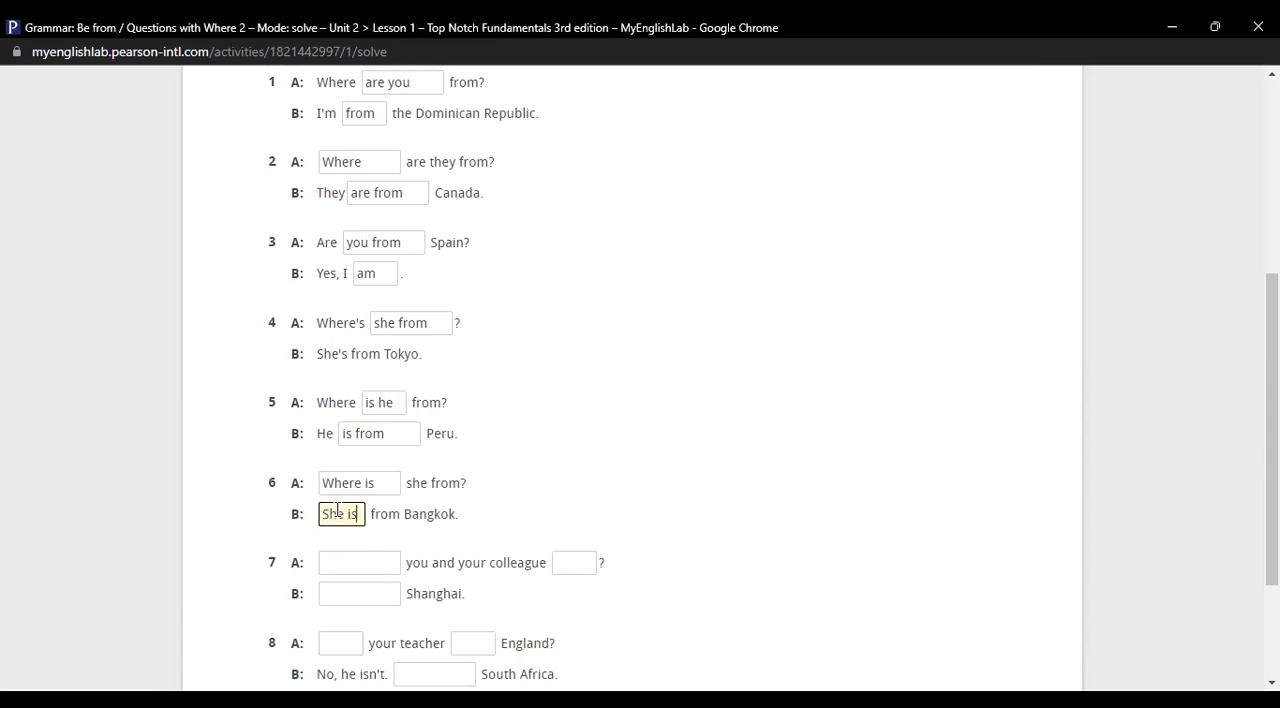 Grammar: Be from / Questions with Where 2 – Mode: solve – Unit 2 > Lesson 1 – Top Notch Fundamentals 3rd edition – MyEnglishLab - Google Chrome
myenglishlab.pearson-intl.com/activities/1821442997/1/solve
1 A: Where are you from?
B: I'm from the Dominican Republic.
2 A: Where are they from?
B: They are from Canada.
3 A: Are you from Spain?
B: Yes, I am .
4 A: Where's she from ?
B: She's from Tokyo.
5 A: Where is he from?
B: He is from Peru.
6 A: Where is she from?
B: She is from Bangkok.
7 A: you and your colleague ?
B: Shanghai.
8 A: your teacher England?
B: No, he isn't. South Africa.